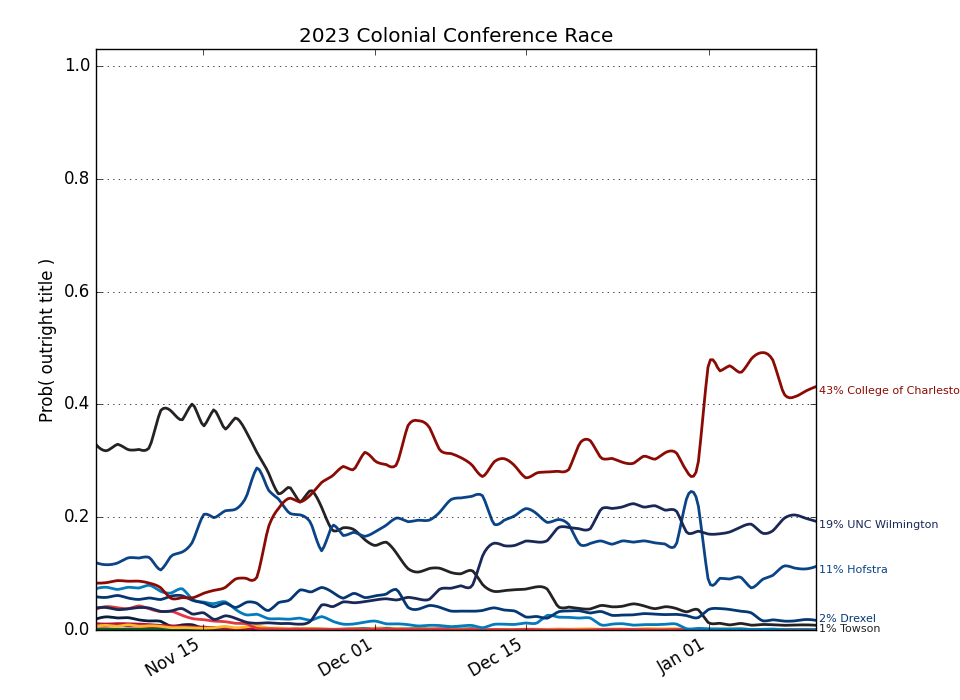 2023 Colonial Conference Race
Prob( outright title )
1.0
0.8
0.6
0.4
0.2
0.0
43% College of Charlesto
19% UNC Wilmington
11% Hofstra
2% Drexel
1% Towson
Nov 15
Dec 01
Dec 15
Jan 01